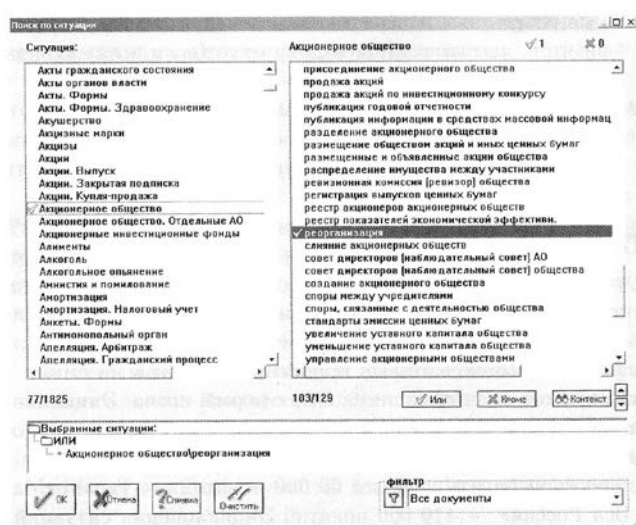 Поиск по ситуации
Ситуация:
Акты гражданского состояния
Акты органов власти
Акты. Формы
Акты. Формы. Здравоохранение
Акушерство
Акцизные марки
Акцизы
Акции
Акции. Выпуск
Акции. Закрытая подписка
Акции. Купля-продажа
Акционерное общество
Акционерное общество. Отдельные АО
Акционерные инвестиционные фонды
Алименты
Алкоголь
Алкогольное опьянение
Амнистия и помилование
Амортизация
Амортизация. Налоговый учет
Анкеты. Формы
Антимонопольный орган
Апелляция. Арбитраж
Апелляция. Гражданский процесс
77/1825
Акционерное общество
1
0
присоединение акционерного общества
продажа акций
продажа акций по инвестиционному конкурсу
публикация годовой отчетности
публикация информации в средствах массовой информац
разделение акционерного общества
размещение обществом акций и иных ценных бумаг
размещенные и объявленные акции общества
распределение имущества между участниками
ревизионная комиссия (ревизор) общества
регистрация выпусков ценных бумаг
реестр акционеров акционерных обществ
реестр показателей экономической эффективн.
реорганизация
слияние акционерных обществ
совет директоров (наблюдательный совет) АО
совет директоров (наблюдательный совет) общества
создание акционерного общества
споры между учредителями
споры, связанные с деятельностью общества
стандарты эмиссии ценных бумаг
увеличение уставного капитала общества
уменьшение уставного капитала общества
управление акционерными обществами
103/129
Или
Кроме
Контекст
Выбранные ситуации:
ИЛИ
Акционерное общество\реорганизация
OK
Отмена
Справка
Очистить
фильтр
Все документы